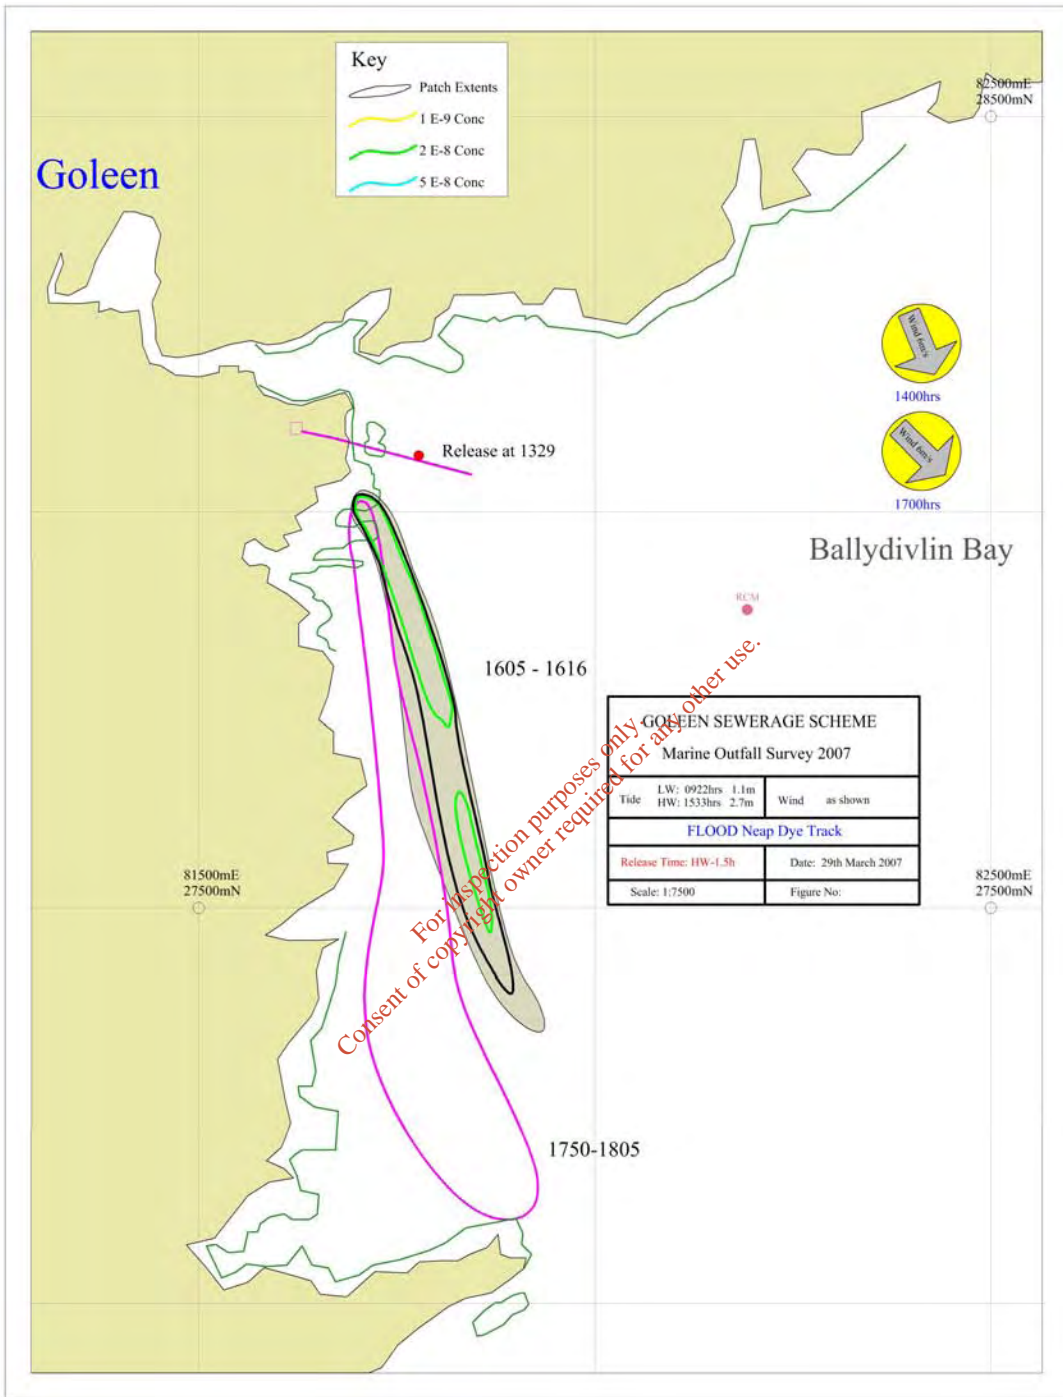 Key
Patch Extents
1 E-9 Conc
2 E-8 Conc
5 E-8 Conc
82500mE
28500mN
Goleen
Wind 6m/s
1400hrs
Release at 1329
Wind 6m/s
1700hrs
Ballydivlin Bay
RCM
1605 - 1616
GOLEEN SEWERAGE SCHEME
Marine Outfall Survey 2007
Tide LW: 0922hrs 1.1m
HW: 1533hrs 2.7m
Wind as shown
FLOOD Neap Dye Track
Release Time: HW-1.5h
Date: 29th March 2007
Scale: 1:7500
Figure No:
81500mE
27500mN
82500mE
27500mN
For inspection purposes only.
Consent of copyright owner required for any other use.
1750-1805